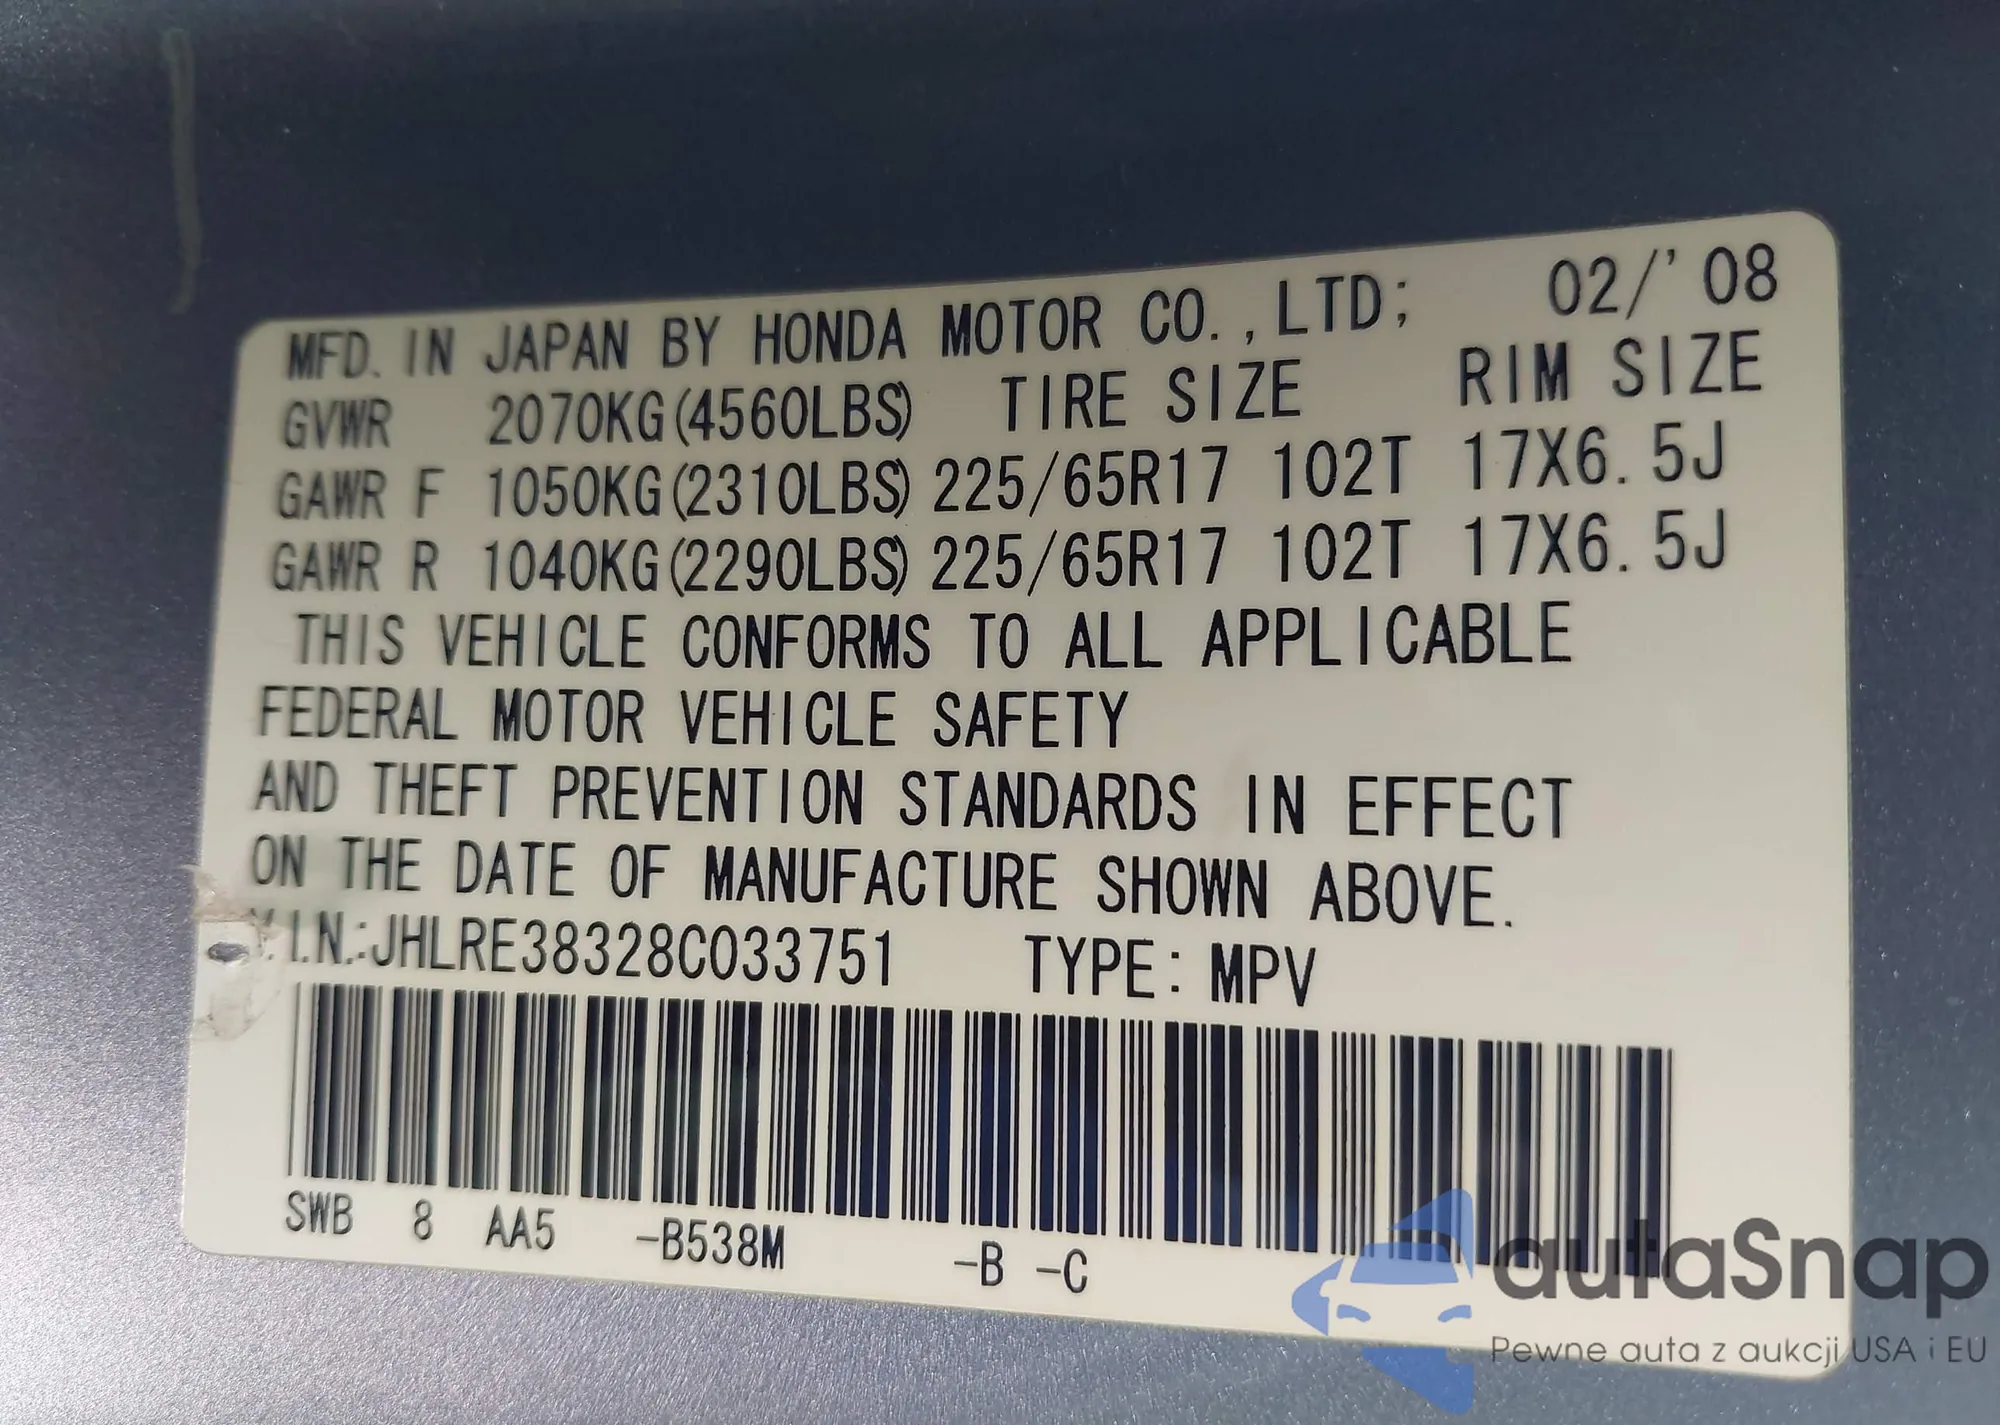 MFD. IN JAPAN BY HONDA MOTOR CO.,LTD; 02/'08
GVWR 2070KG(4560LBS) TIRE SIZE RIM SIZE
GAWR F 1050KG(2310LBS) 225/65R17 102T 17X6.5J
GAWR R 1040KG(2290LBS) 225/65R17 102T 17X6.5J
THIS VEHICLE CONFORMS TO ALL APPLICABLE
FEDERAL MOTOR VEHICLE SAFETY
AND THEFT PREVENTION STANDARDS IN EFFECT
ON THE DATE OF MANUFACTURE SHOWN ABOVE.
V.I.N.:JHLRE38328C033751 TYPE: MPV
SWB 8 AA5 -B538M -B -C
autaSnap
Pewne auta z aukcji USA i EU